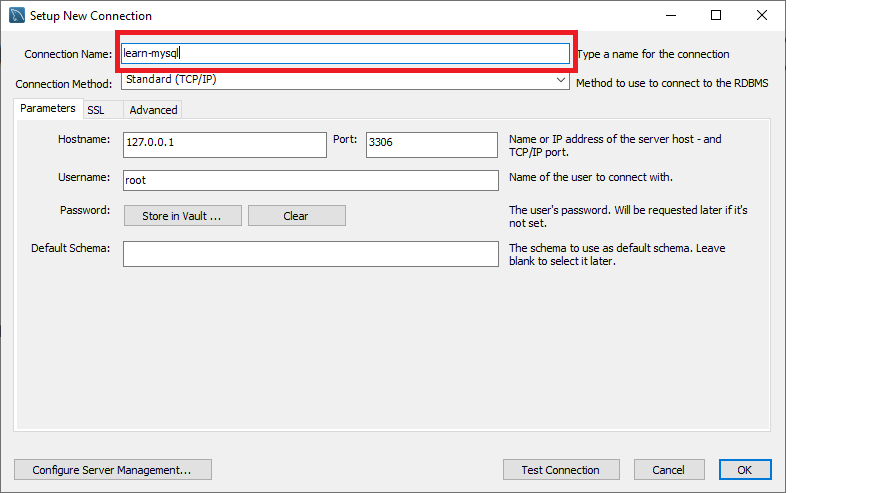 Setup New Connection
Connection Name: learn-mysql Type a name for the connection
Connection Method: Standard (TCP/IP) Method to use to connect to the RDBMS
Parameters SSL Advanced
Hostname: 127.0.0.1 Port: 3306 Name or IP address of the server host - and
TCP/IP port.
Username: root Name of the user to connect with.
Password: Store in Vault ... Clear The user's password. Will be requested later if it's
not set.
Default Schema: The schema to use as default schema. Leave
blank to select it later.
Configure Server Management... Test Connection Cancel OK